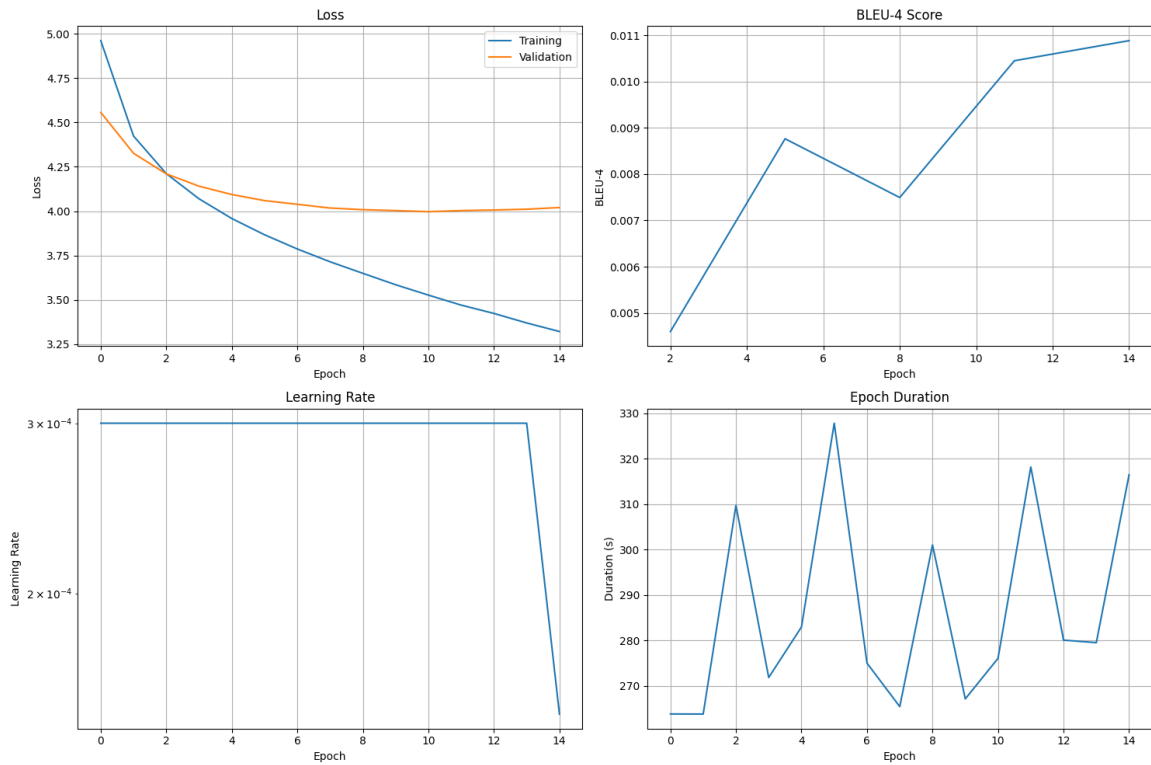 Loss
Loss
5.00
4.75
4.50
4.25
4.00
3.75
3.50
3.25
Training
Validation
0 2 4 6 8 10 12 14
Epoch
BLEU-4 Score
BLEU-4
0.011
0.010
0.009
0.008
0.007
0.006
0.005
2 4 6 8 10 12 14
Epoch
Learning Rate
Learning Rate
3 × 10⁻⁴
2 × 10⁻⁴
0 2 4 6 8 10 12 14
Epoch
Epoch Duration
Duration (s)
330
320
310
300
290
280
270
0 2 4 6 8 10 12 14
Epoch